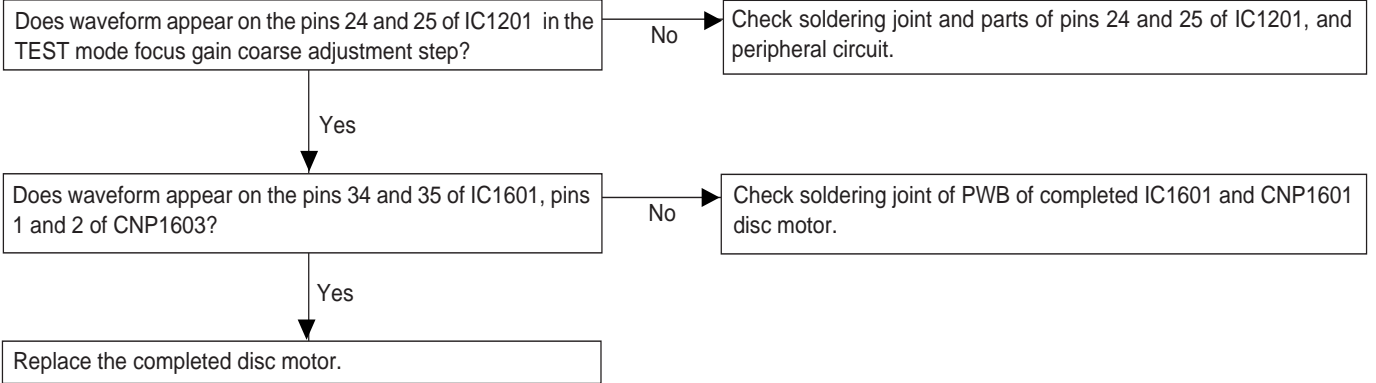 Does waveform appear on the pins 24 and 25 of IC1201 in the
TEST mode focus gain coarse adjustment step?
No
Check soldering joint and parts of pins 24 and 25 of IC1201, and
peripheral circuit.
Yes
Does waveform appear on the pins 34 and 35 of IC1601, pins
1 and 2 of CNP1603?
No
Check soldering joint of PWB of completed IC1601 and CNP1601
disc motor.
Yes
Replace the completed disc motor.